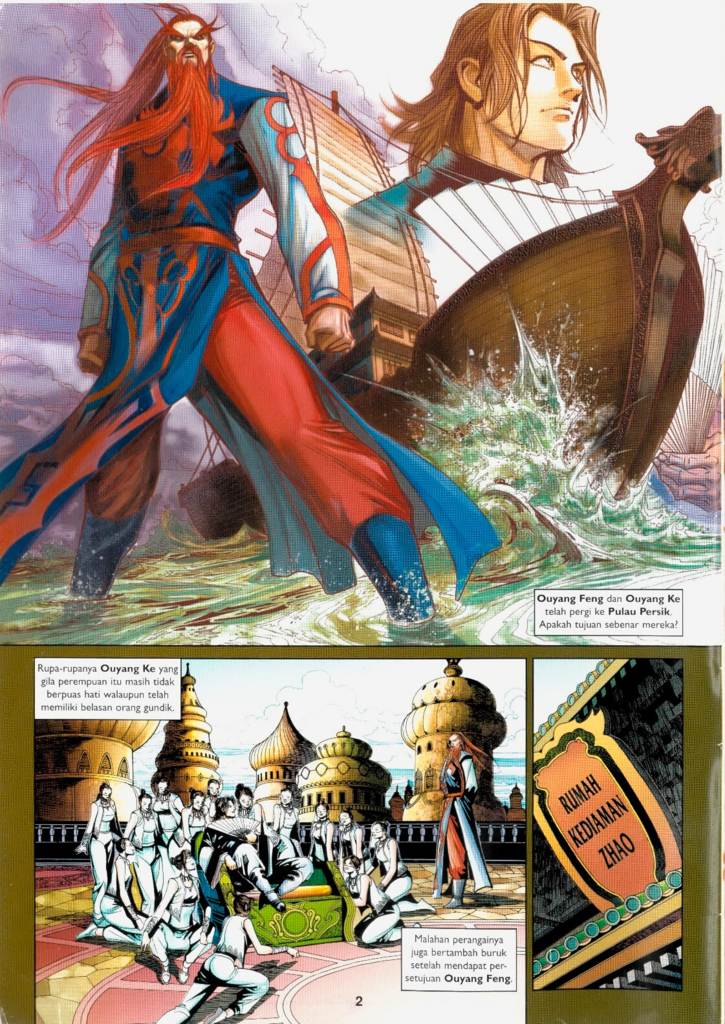 Ouyang Feng dan Ouyang Ke
telah pergi ke Pulau Persik.
Apakah tujuan sebenar mereka?
Rupa-rupanya Ouyang Ke yang
gila perempuan itu masih tidak
berpuas hati walaupun telah
memiliki belasan orang gundik.
Malahan perangainya
juga bertambah buruk
setelah mendapat per-
setujuan Ouyang Feng.
RUMAH
KEDIAMAN
ZHAO
2